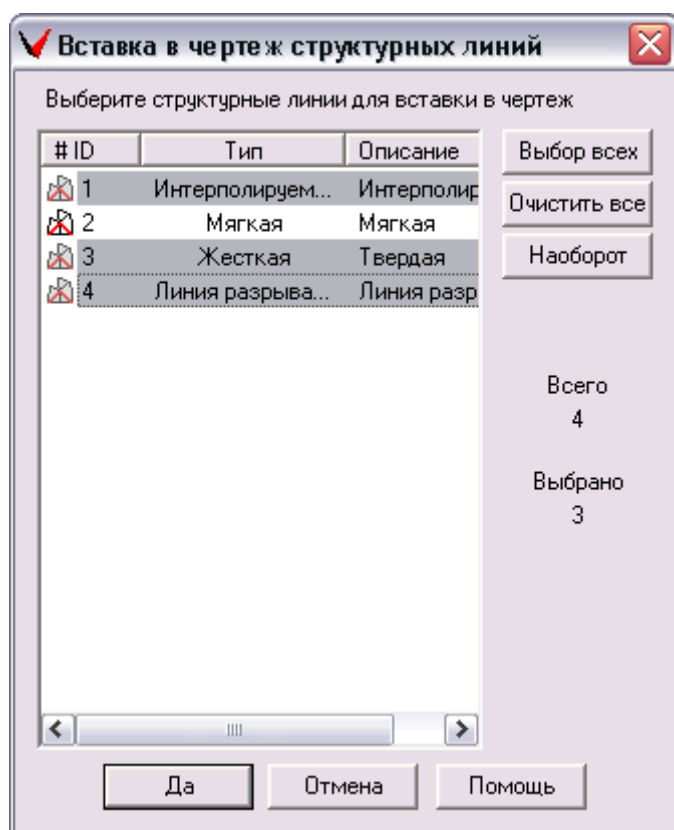 Вставка в чертеж структурных линий
Выберите структурные линии для вставки в чертеж
# ID Тип Описание
1 Интерполируем... Интерполир
2 Мягкая Мягкая
3 Жесткая Твердая
4 Линия разрыва... Линия разр
Выбор всех
Очистить все
Наоборот
Всего
4
Выбрано
3
Да Отмена Помощь